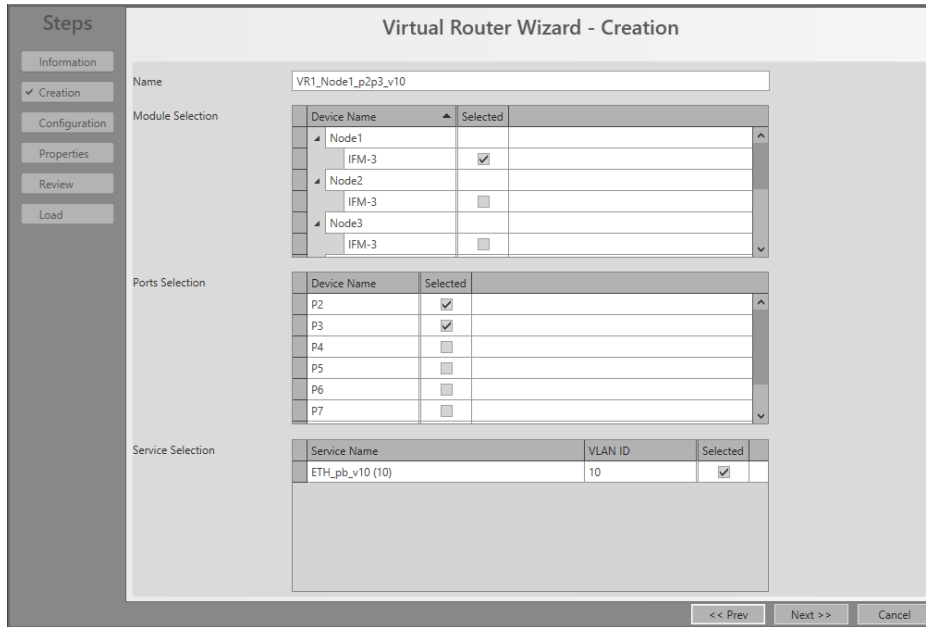 Steps
Virtual Router Wizard - Creation
Information
Creation
Configuration
Properties
Review
Load
Name
VR1_Node1_p2p3_v10
Module Selection
Device Name Selected
Node1
IFM-3
Node2
IFM-3
Node3
IFM-3
Ports Selection
Device Name Selected
P2
P3
P4
P5
P6
P7
Service Selection
Service Name VLAN ID Selected
ETH_pb_v10 (10) 10
<< Prev Next >> Cancel